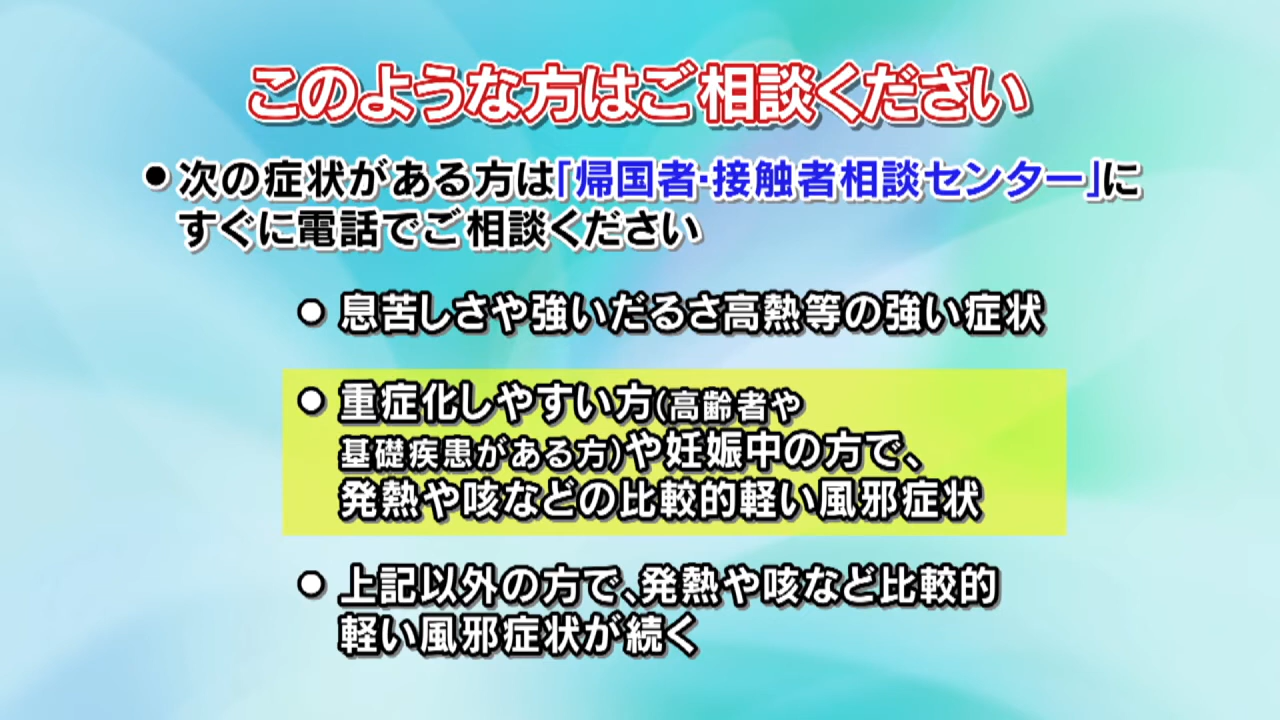 このような方はご相談ください
●次の症状がある方は「帰国者・接触者相談センター」に
すぐに電話でご相談ください
●息苦しさや強いだるさ高熱等の強い症状
●重症化しやすい方(高齢者や
基礎疾患がある方)や妊娠中の方で、
発熱や咳などの比較的軽い風邪症状
●上記以外の方で、発熱や咳など比較的
軽い風邪症状が続く